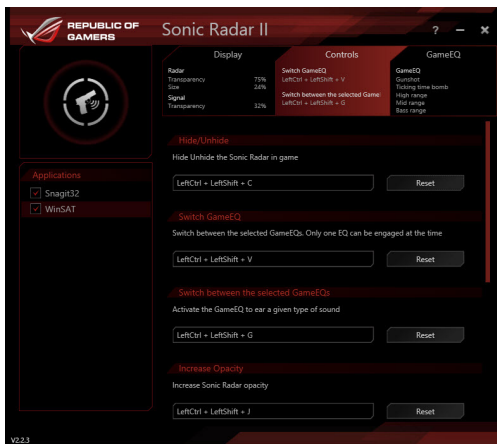 REPUBLIC OF
GAMERS
Sonic Radar II
?
Display
Radar
Transparency 75%
Size 24%
Signal
Transparency 32%
Controls
Switch GameEQ
LeftCtrl + LeftShift + V
Switch between the selected Game
LeftCtrl + LeftShift + G
GameEQ
GameEQ
Gunshot
Ticking time bomb
High range
Mid range
Bass range
Applications
Snagit32
WinSAT
Hide/Unhide
Hide Unhide the Sonic Radar in game
LeftCtrl + LeftShift + C
Reset
Switch GameEQ
Switch between the selected GameEQs. Only one EQ can be engaged at the time
LeftCtrl + LeftShift + V
Reset
Switch between the selected GameEQs
Activate the GameEQ to ear a given type of sound
LeftCtrl + LeftShift + G
Reset
Increase Opacity
Increase Sonic Radar opacity
LeftCtrl + LeftShift + J
Reset
V2.2.3